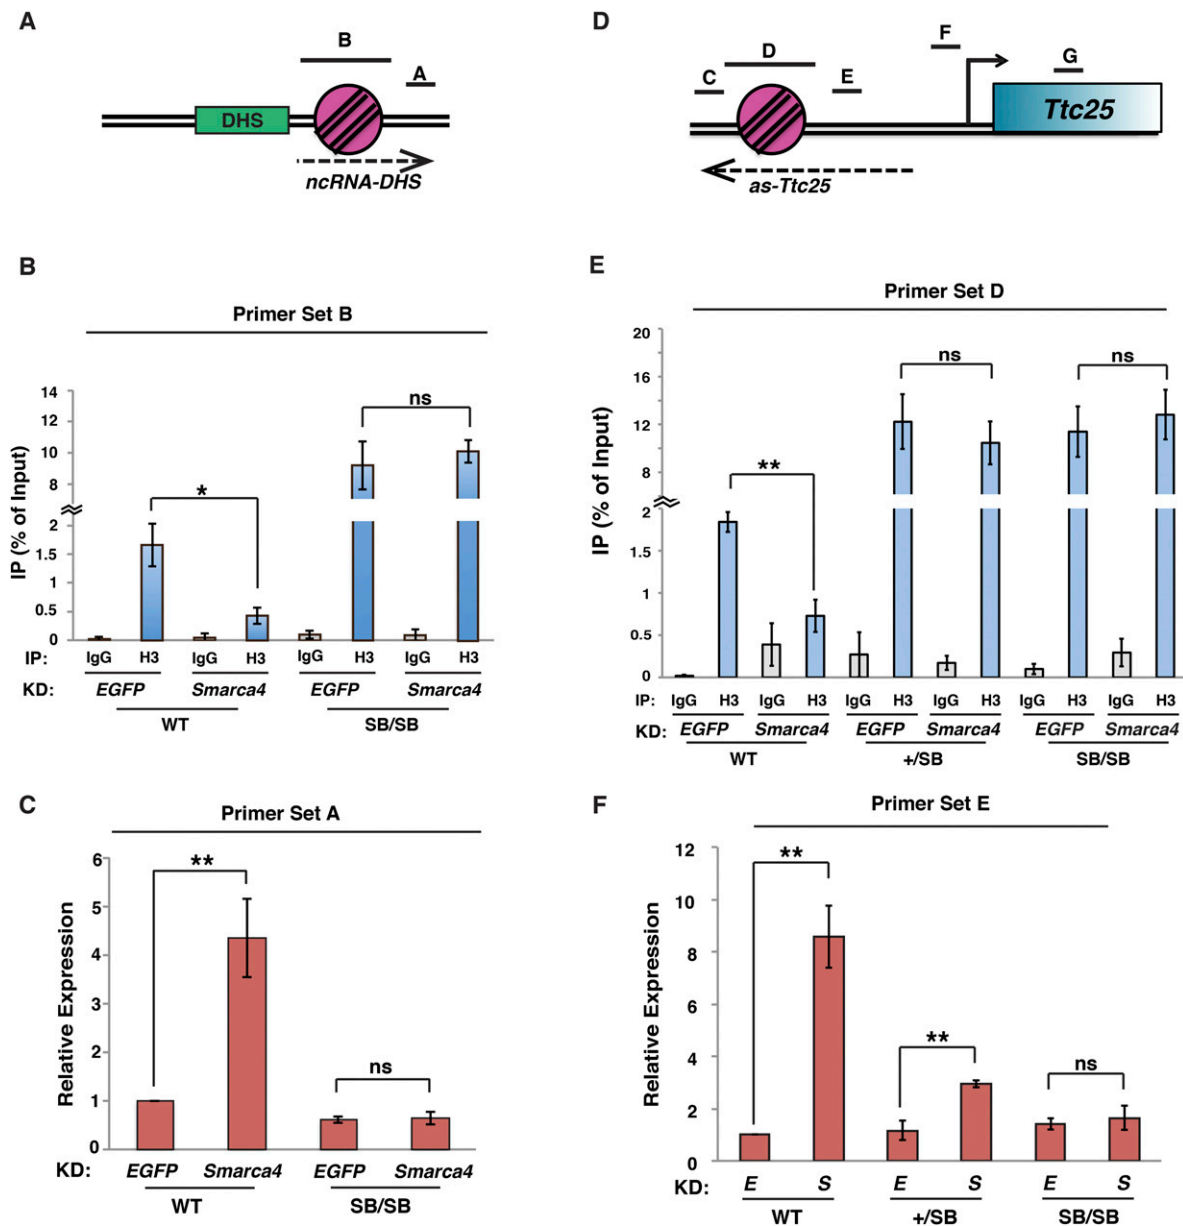 A
B
A
DHS
ncRNA-DHS
B
Primer Set B
IP (% of Input)
14
12
10
8
2
1.5
1
0.5
0
*
ns
IP: IgG H3 IgG H3 IgG H3 IgG H3
KD: EGFP Smarca4 EGFP Smarca4
WT SB/SB
C
Primer Set A
Relative Expression
6
5
4
3
2
1
0
**
ns
KD: EGFP Smarca4 EGFP Smarca4
WT SB/SB
D
F
D
G
C
E
Ttc25
as-Ttc25
E
Primer Set D
IP (% of Input)
20
16
12
8
2
1.5
1
0.5
0
**
ns
ns
IP: IgG H3 IgG H3 IgG H3 IgG H3 IgG H3 IgG H3
KD: EGFP Smarca4 EGFP Smarca4 EGFP Smarca4
WT +/SB SB/SB
F
Primer Set E
Relative Expression
12
10
8
6
4
2
0
**
**
ns
KD: E S E S E S
WT +/SB SB/SB